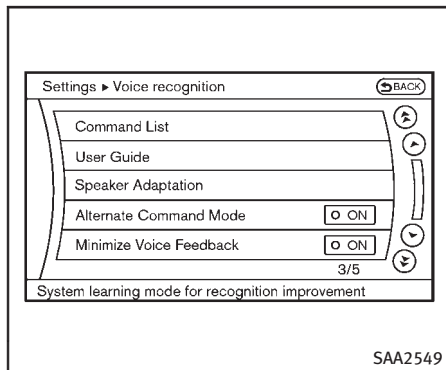 Settings ▸ Voice recognition
BACK
Command List
User Guide
Speaker Adaptation
Alternate Command Mode ON
Minimize Voice Feedback ON
3/5
System learning mode for recognition improvement
SAA2549